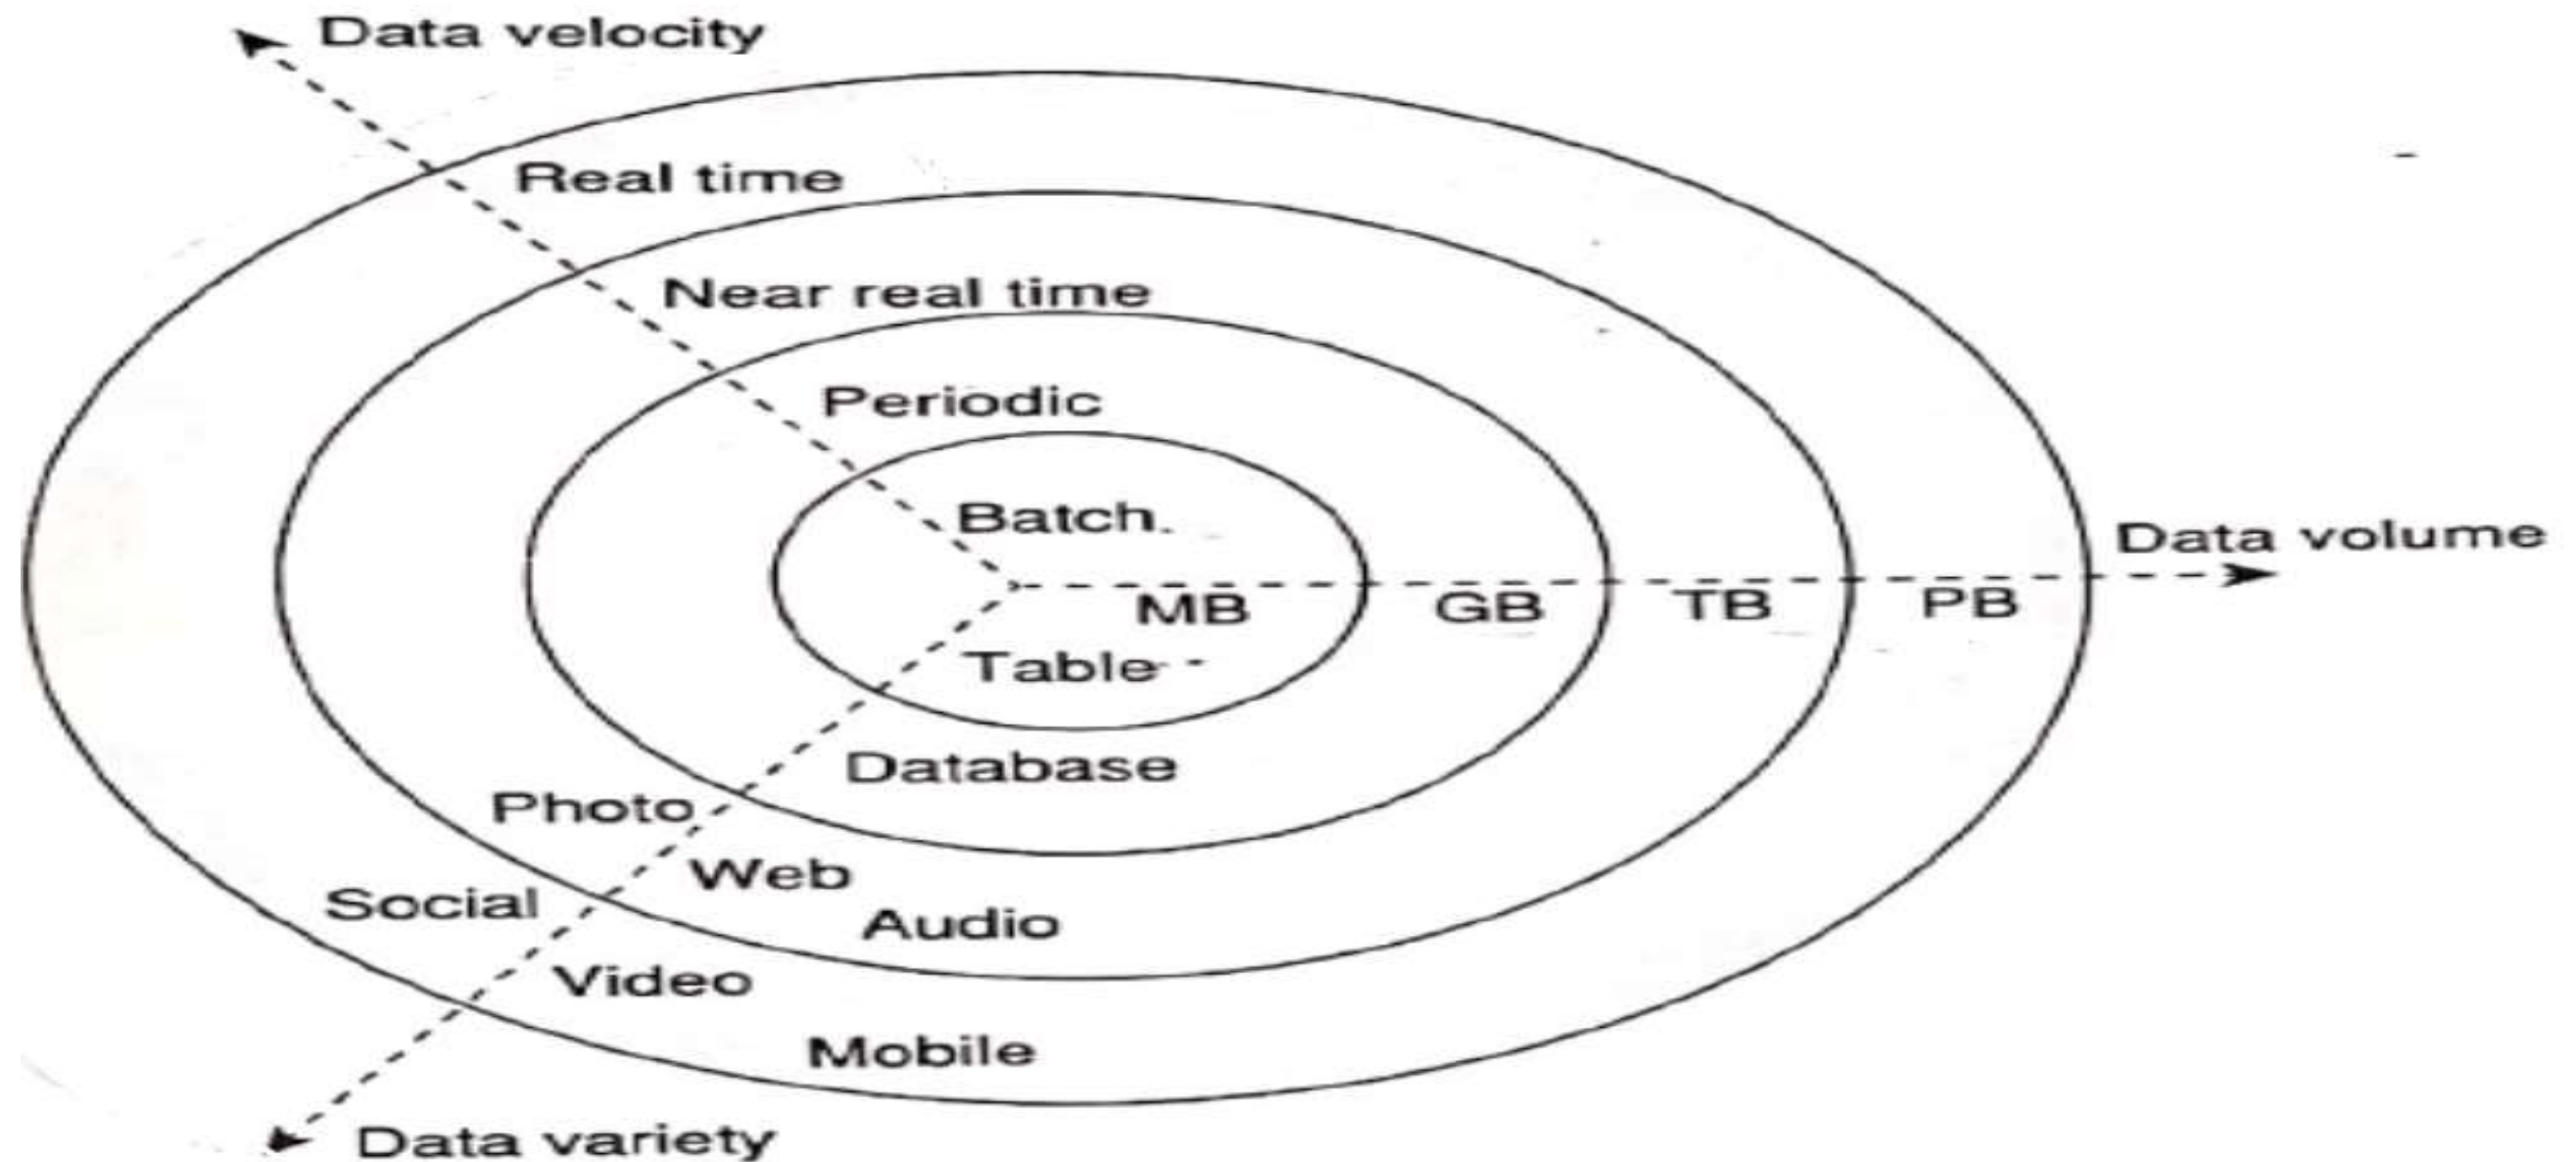 Data velocity
Real time
Near real time
Periodic
Batch
Data volume
MB GB TB PB
Table
Database
Photo
Web
Social
Audio
Video
Mobile
Data variety